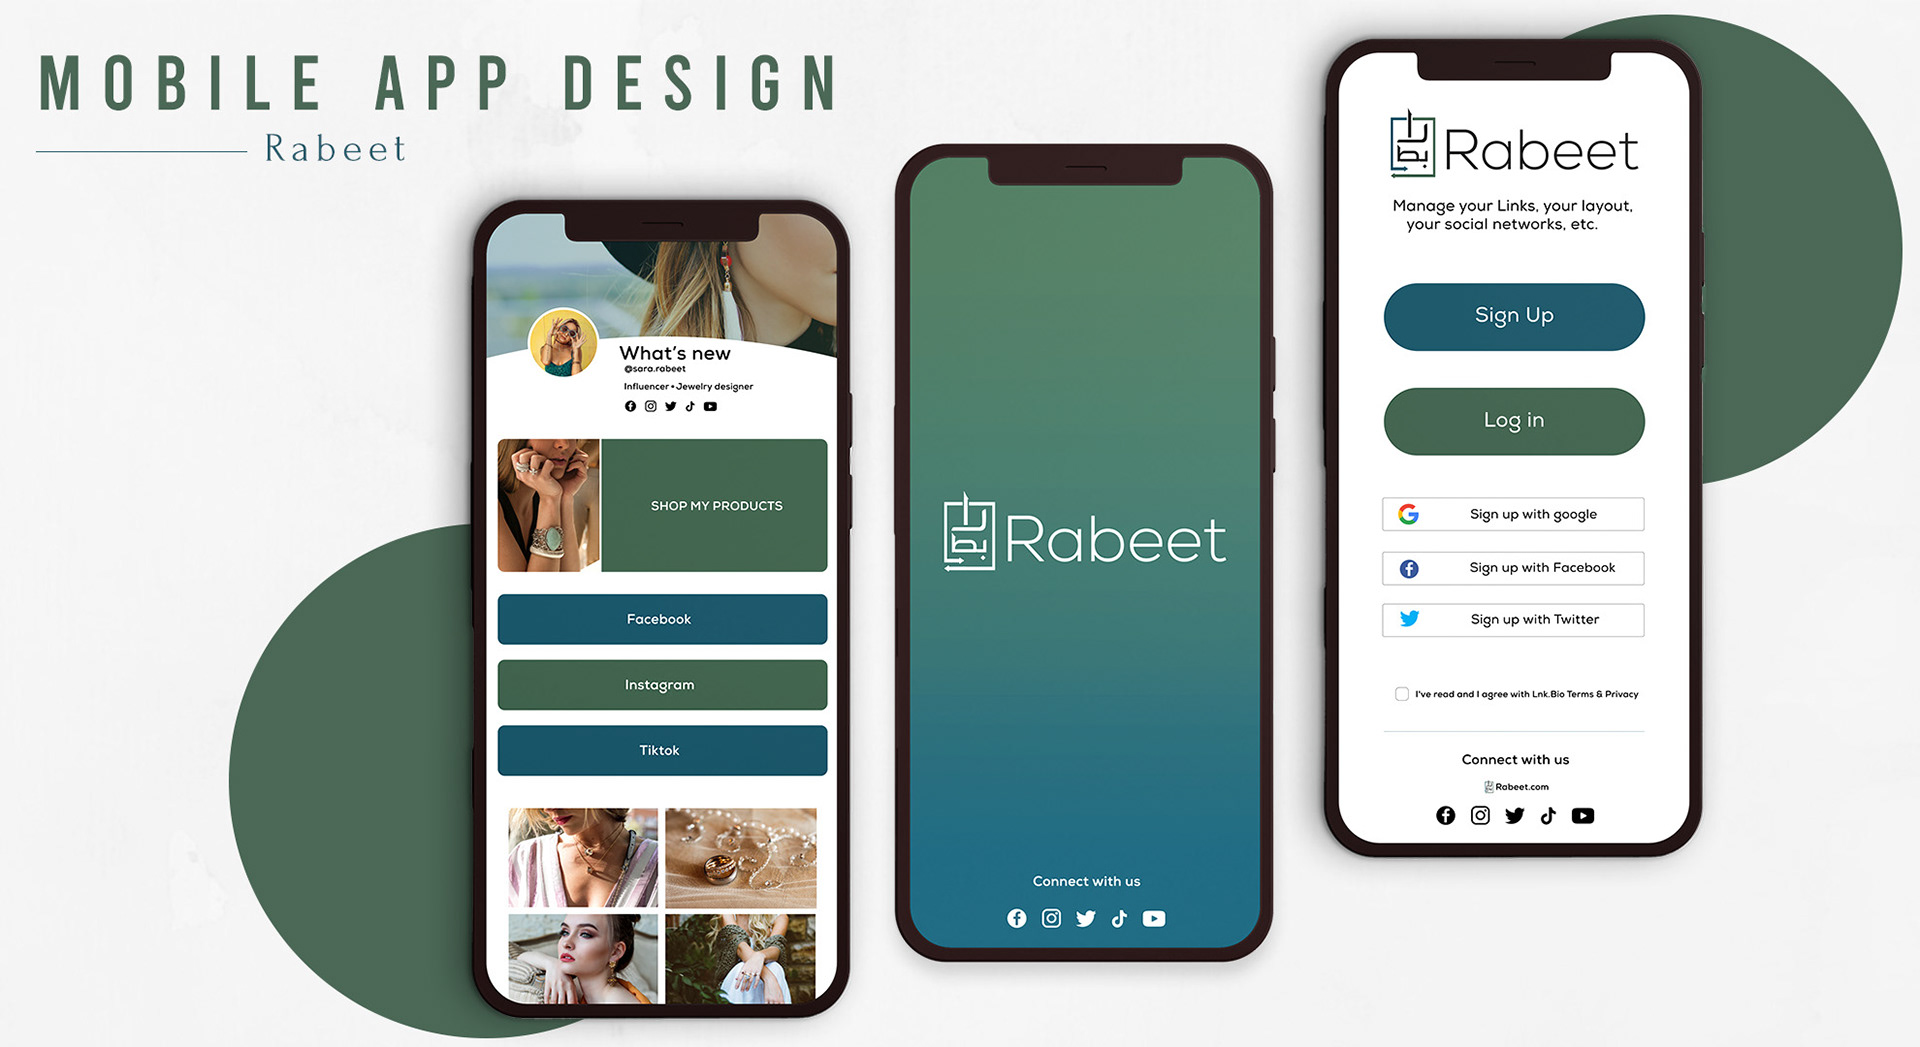 MOBILE APP DESIGN
Rabeet
What's new
@sara.rabeet
Influencer • Jewelry designer
SHOP MY PRODUCTS
Facebook
Instagram
Tiktok
Rabeet
Connect with us
Rabeet
Manage your Links, your layout,
your social networks, etc.
Sign Up
Log in
Sign up with google
Sign up with Facebook
Sign up with Twitter
I've read and I agree with Lnk.Bio Terms & Privacy
Connect with us
Rabeet.com